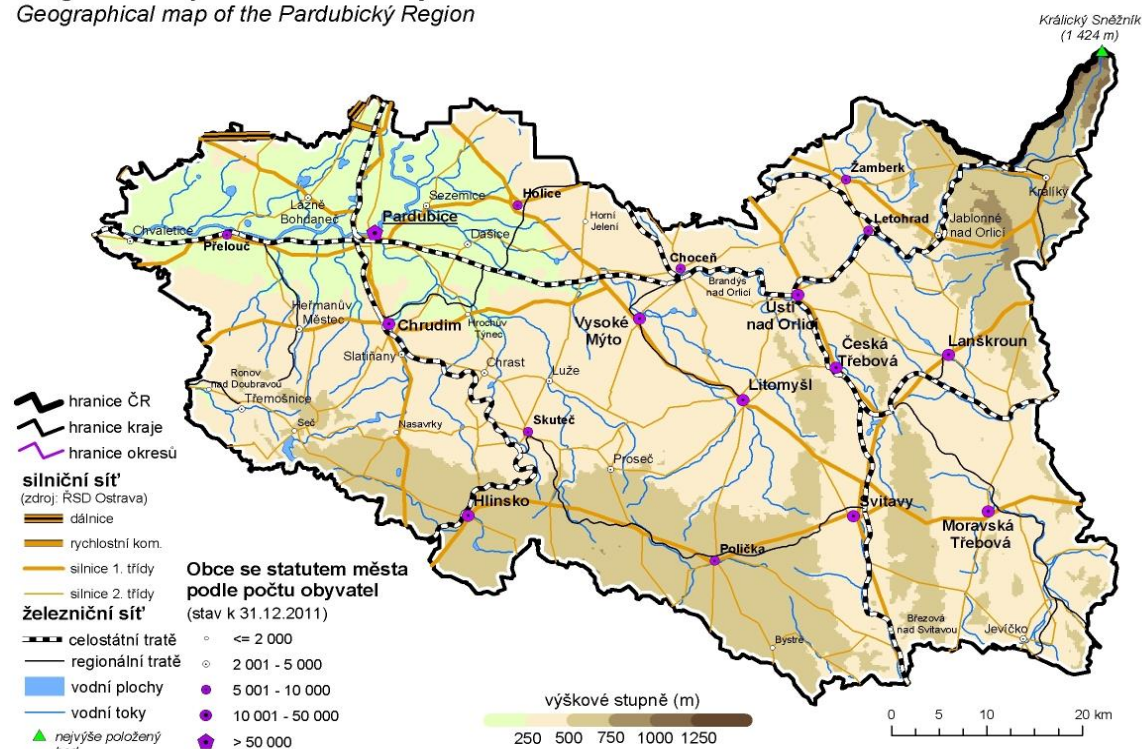 Geographical map of the Pardubický Region
Králický Sněžník
(1 424 m)
Žamberk
Králíky
Holice
Sezemice
Lázně
Bohdaneč
Horní
Jelení
Letohrad
Jablonné
nad Orlicí
Pardubice
Chvaletice
Přelouč
Dašice
Choceň
Brandýs
nad Orlicí
Ústí
nad Orlicí
Heřmanův
Městec
Chrudim
Hrochův
Týnec
Vysoké
Mýto
Česká
Třebová
Lanškroun
Slatiňany
Chrast
Luže
Litomyšl
Ronov
nad Doubravou
Třemošnice
Seč
Nasavrky
Skuteč
Proseč
Hlinsko
Svitavy
Moravská
Třebová
Polička
Bystré
Březová
nad Svitavou
Jevíčko
hranice ČR
hranice kraje
hranice okresů
silniční síť
(zdroj: ŘSD Ostrava)
dálnice
rychlostní kom.
silnice 1. třídy
silnice 2. třídy
železniční síť
celostátní tratě
regionální tratě
vodní plochy
vodní toky
nejvýše položený
Obce se statutem města
podle počtu obyvatel
(stav k 31.12.2011)
<= 2 000
2 001 - 5 000
5 001 - 10 000
10 001 - 50 000
> 50 000
výškové stupně (m)
250 500 750 1000 1250
0 5 10 20 km